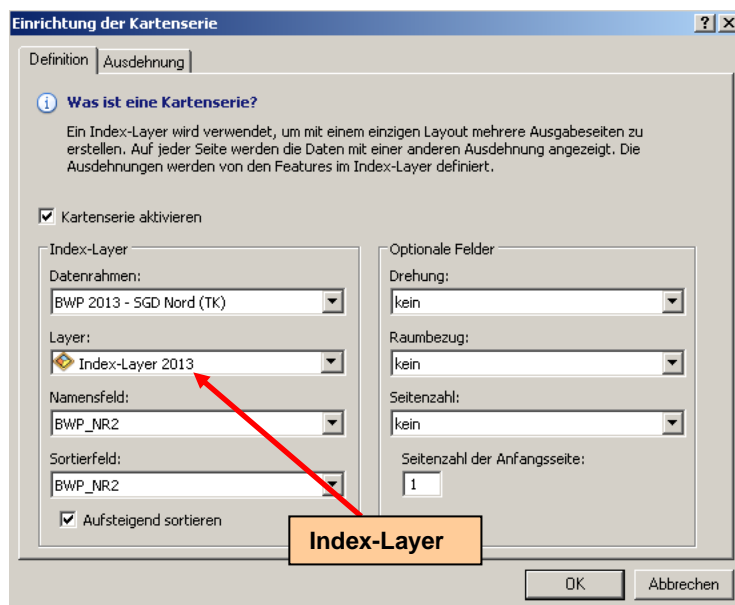 Einrichtung der Kartenserie
Definition
Ausdehnung
Was ist eine Kartenserie?
Ein Index-Layer wird verwendet, um mit einem einzigen Layout mehrere Ausgabeseiten zu
erstellen. Auf jeder Seite werden die Daten mit einer anderen Ausdehnung angezeigt. Die
Ausdehnungen werden von den Features im Index-Layer definiert.
Kartenserie aktivieren
Index-Layer
Datenrahmen:
BWP 2013 - SGD Nord (TK)
Layer:
Index-Layer 2013
Namensfeld:
BWP_NR2
Sortierfeld:
BWP_NR2
Aufsteigend sortieren
Optionale Felder
Drehung:
kein
Raumbezug:
kein
Seitenzahl:
kein
Seitenzahl der Anfangsseite:
1
Index-Layer
OK
Abbrechen